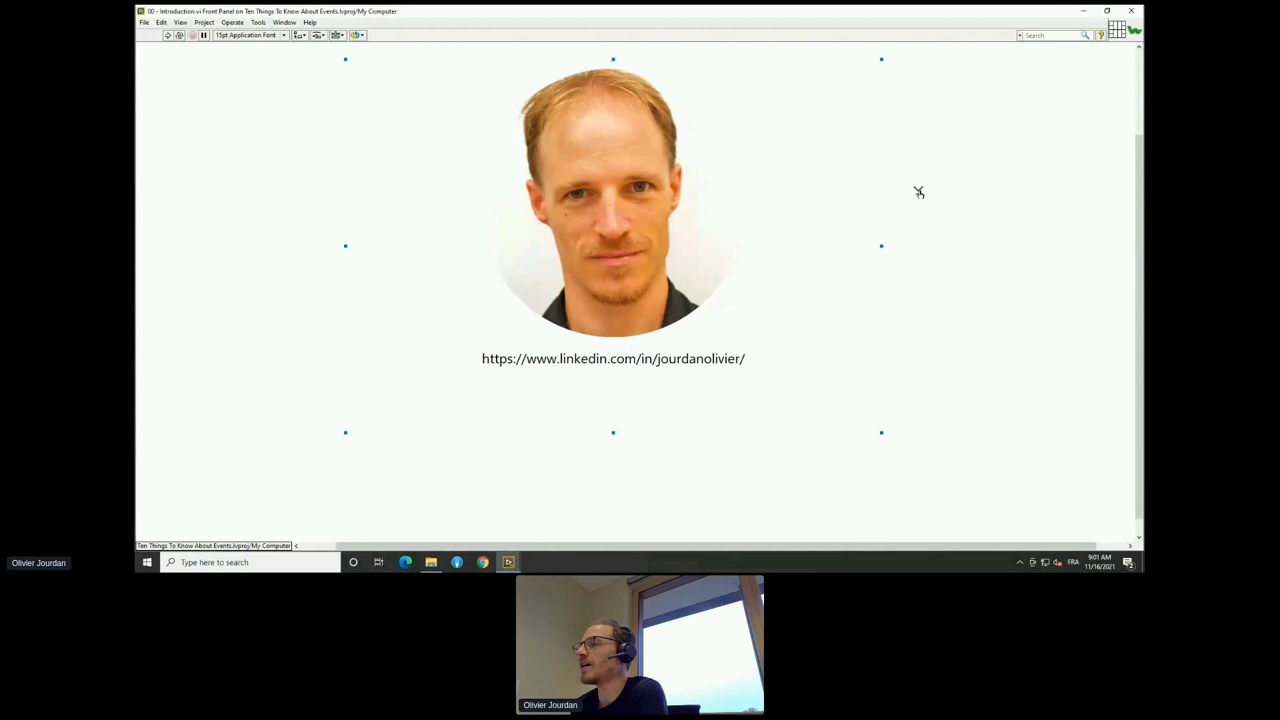 00 - Introduction.vi Front Panel on Ten Things To Know About Events.lvproj/My Computer
File Edit View Project Operate Tools Window Help
15pt Application Font
Search
?
https://www.linkedin.com/in/jourdanolivier/
Ten Things To Know About Events.lvproj/My Computer
Type here to search
FRA
9:01 AM
11/16/2021
Olivier Jourdan
Olivier Jourdan